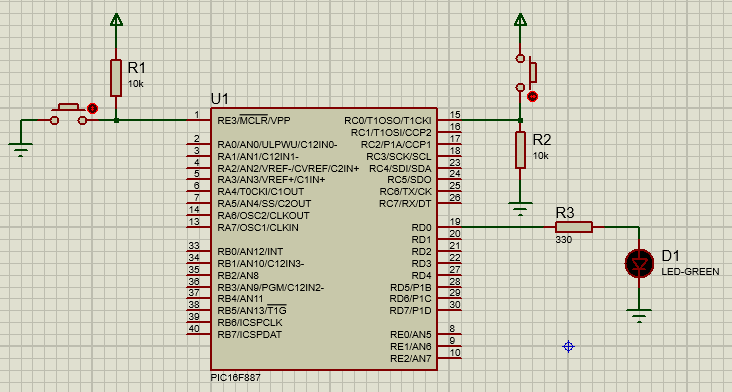 R1
10k
U1
1 RE3/MCLR/VPP
2 RA0/AN0/ULPWU/C12IN0-
3 RA1/AN1/C12IN1-
4 RA2/AN2/VREF-/CVREF/C2IN+
5 RA3/AN3/VREF+/C1IN+
6 RA4/T0CKI/C1OUT
7 RA5/AN4/SS/C2OUT
14 RA6/OSC2/CLKOUT
13 RA7/OSC1/CLKIN
33 RB0/AN12/INT
34 RB1/AN10/C12IN3-
35 RB2/AN8
36 RB3/AN9/PGM/C12IN2-
37 RB4/AN11
38 RB5/AN13/T1G
39 RB6/ICSPCLK
40 RB7/ICSPDAT
RC0/T1OSO/T1CKI 15
RC1/T1OSI/CCP2 16
RC2/P1A/CCP1 17
RC3/SCK/SCL 18
RC4/SDI/SDA 23
RC5/SDO 24
RC6/TX/CK 25
RC7/RX/DT 26
RD0 19
RD1 20
RD2 21
RD3 22
RD4 27
RD5/P1B 28
RD6/P1C 29
RD7/P1D 30
RE0/AN5 8
RE1/AN6 9
RE2/AN7 10
PIC16F887
R2
10k
R3
330
D1
LED-GREEN